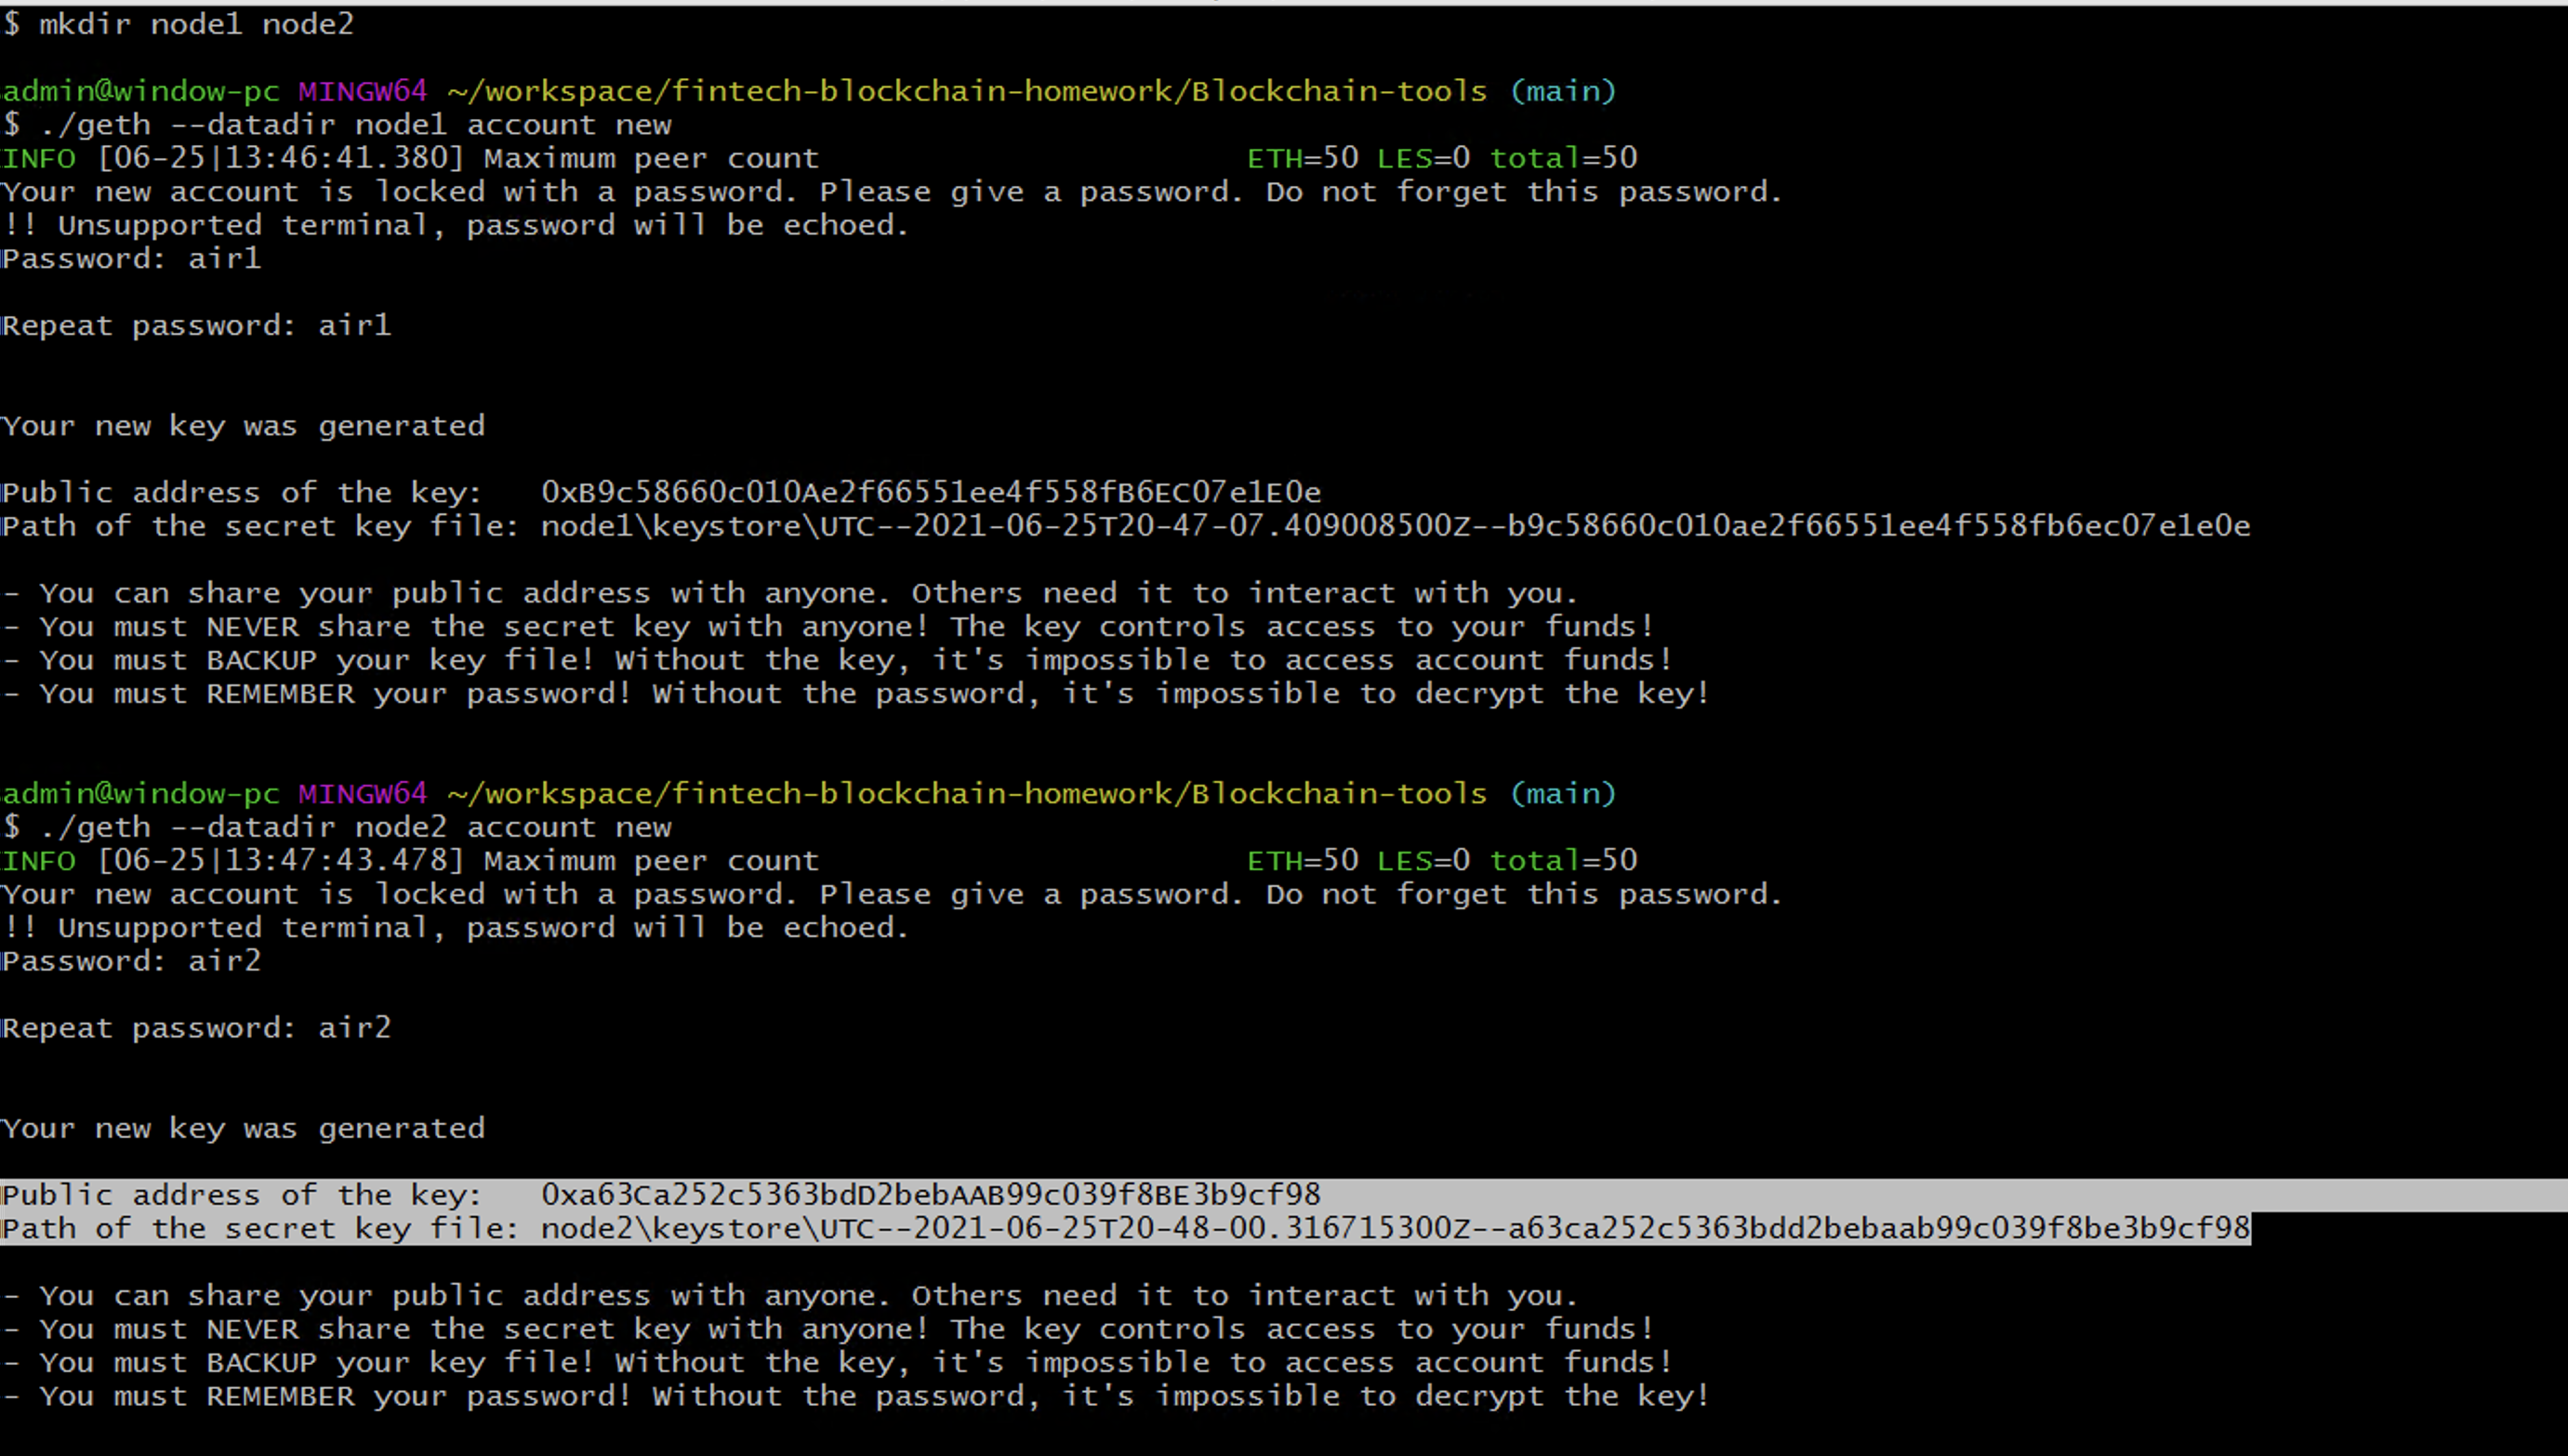 $ mkdir node1 node2
admin@window-pc MINGW64 ~/workspace/fintech-blockchain-homework/Blockchain-tools (main)
$ ./geth --datadir node1 account new
INFO [06-25|13:46:41.380] Maximum peer count                       ETH=50 LES=0 total=50
Your new account is locked with a password. Please give a password. Do not forget this password.
!! Unsupported terminal, password will be echoed.
Password: air1
Repeat password: air1
Your new key was generated
Public address of the key:   0xB9c58660c010Ae2f66551ee4f558fB6EC07e1E0e
Path of the secret key file: node1\keystore\UTC--2021-06-25T20-47-07.409008500Z--b9c58660c010ae2f66551ee4f558fb6ec07e1e0e
- You can share your public address with anyone. Others need it to interact with you.
- You must NEVER share the secret key with anyone! The key controls access to your funds!
- You must BACKUP your key file! Without the key, it's impossible to access account funds!
- You must REMEMBER your password! Without the password, it's impossible to decrypt the key!
admin@window-pc MINGW64 ~/workspace/fintech-blockchain-homework/Blockchain-tools (main)
$ ./geth --datadir node2 account new
INFO [06-25|13:47:43.478] Maximum peer count                       ETH=50 LES=0 total=50
Your new account is locked with a password. Please give a password. Do not forget this password.
!! Unsupported terminal, password will be echoed.
Password: air2
Repeat password: air2
Your new key was generated
Public address of the key:   0xa63Ca252c5363bdD2bebAAB99c039f8BE3b9cf98
Path of the secret key file: node2\keystore\UTC--2021-06-25T20-48-00.316715300Z--a63ca252c5363bdd2bebaab99c039f8be3b9cf98
- You can share your public address with anyone. Others need it to interact with you.
- You must NEVER share the secret key with anyone! The key controls access to your funds!
- You must BACKUP your key file! Without the key, it's impossible to access account funds!
- You must REMEMBER your password! Without the password, it's impossible to decrypt the key!